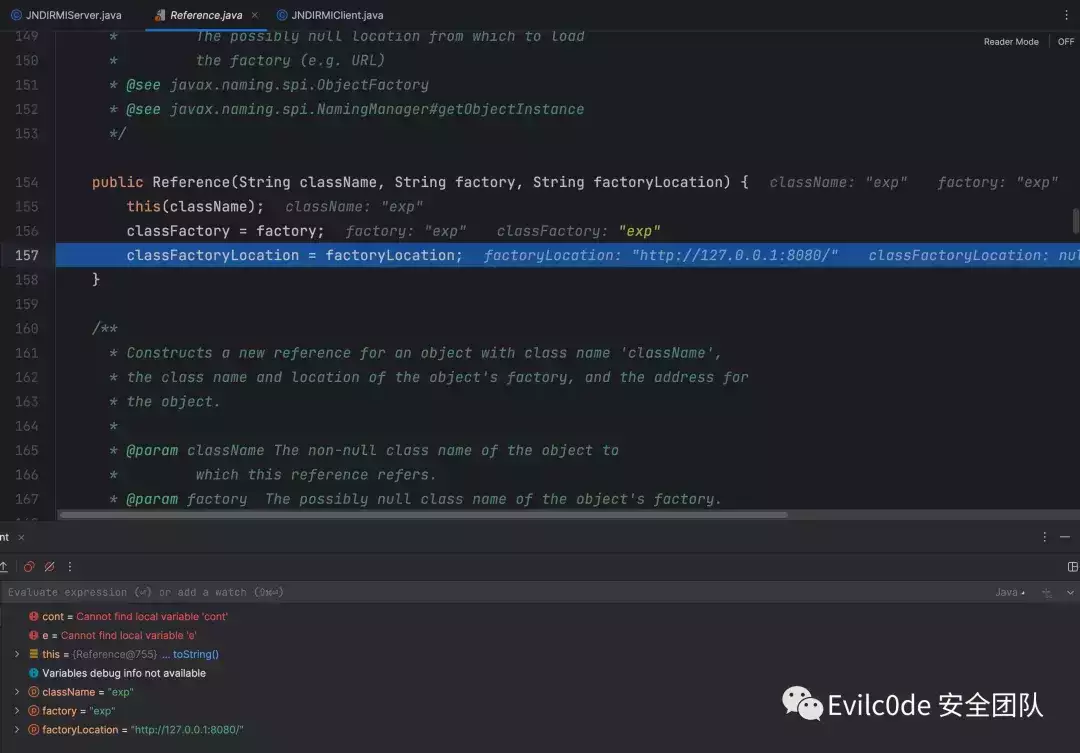 JNDIRMIServer.java Reference.java × JNDIRMIClient.java
Reader Mode OFF
149 * The possibly null Location from which to load
150 * the factory (e.g. URL)
151 * @see javax.naming.spi.ObjectFactory
152 * @see javax.naming.spi.NamingManager#getObjectInstance
153 */
154 public Reference(String className, String factory, String factoryLocation) { className: "exp" factory: "exp"
155 this(className); className: "exp"
156 classFactory = factory; factory: "exp" classFactory: "exp"
157 classFactoryLocation = factoryLocation; factoryLocation: "http://127.0.0.1:8080/" classFactoryLocation: nul
158 }
159
160 /**
161 * Constructs a new reference for an object with class name 'className',
162 * the class name and location of the object's factory, and the address for
163 * the object.
164 *
165 * @param className The non-null class name of the object to
166 * which this reference refers.
167 * @param factory The possibly null class name of the object's factory.
nt ×
Evaluate expression (⏎) or add a watch (⇧⌘⏎) Java
cont = Cannot find local variable 'cont'
e = Cannot find local variable 'e'
this = {Reference@755} ... toString()
Variables debug info not available
className = "exp"
factory = "exp"
factoryLocation = "http://127.0.0.1:8080/"
Evilc0de 安全团队